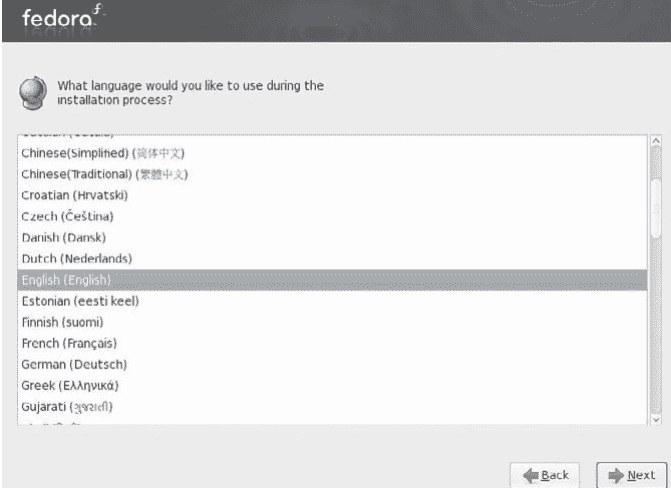 fedora
What language would you like to use during the
installation process?
Chinese(Simplified) (简体中文)
Chinese(Traditional) (繁體中文)
Croatian (Hrvatski)
Czech (Čeština)
Danish (Dansk)
Dutch (Nederlands)
English (English)
Estonian (eesti keel)
Finnish (suomi)
French (Français)
German (Deutsch)
Greek (Ελληνικά)
Gujarati (ગુજરાતી)
Back
Next